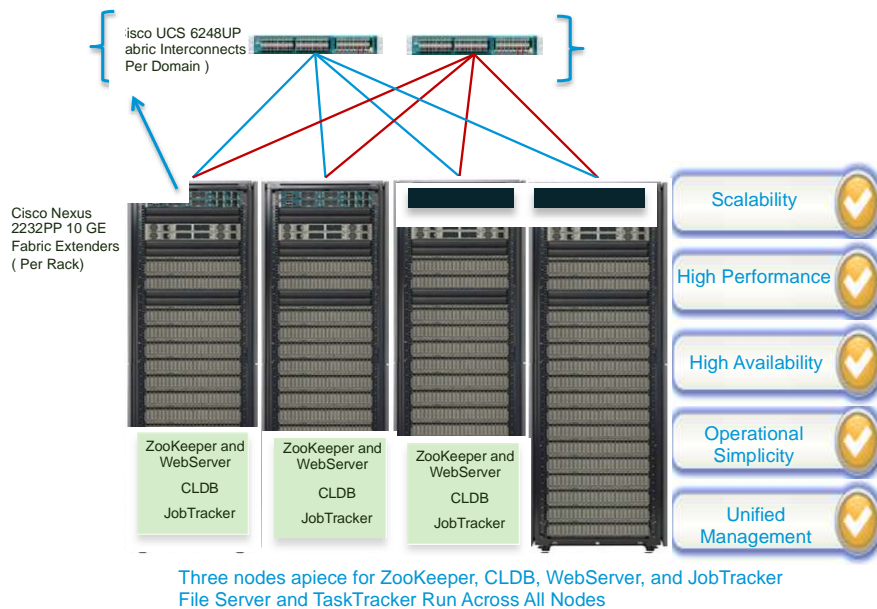 isco UCS 6248UP
abric Interconnects
Per Domain )
Cisco Nexus
2232PP 10 GE
Fabric Extenders
( Per Rack)
Scalability
High Performance
High Availability
Operational
Simplicity
Unified
Management
ZooKeeper and
WebServer
CLDB
JobTracker
ZooKeeper and
WebServer
CLDB
JobTracker
ZooKeeper and
WebServer
CLDB
JobTracker
Three nodes apiece for ZooKeeper, CLDB, WebServer, and JobTracker
File Server and TaskTracker Run Across All Nodes